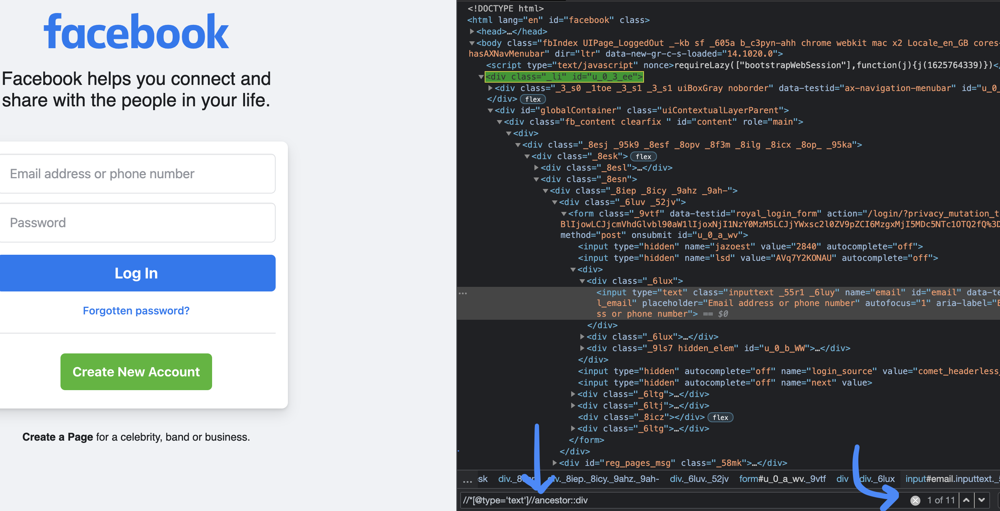 facebook
Facebook helps you connect and
share with the people in your life.
Email address or phone number
Password
Log In
Forgotten password?
Create New Account
Create a Page for a celebrity, band or business.
<!DOCTYPE html>
<html lang="en" id="facebook" class>
<head>…</head>
<body class="fbIndex UIPage_LoggedOut _-kb sf _605a b_c3pyn-ahh chrome webkit mac x2 Locale_en_GB cores-
hasAXNavMenubar" dir="ltr" data-new-gr-c-s-loaded="14.1020.0">
<script type="text/javascript" nonce>requireLazy(["bootstrapWebSession"],function(j){j(1625764339)})</
<div class="_li" id="u_0_3_ee">
<div class="_3_s0 _1toe _3_s1 _3_s1 uiBoxGray noborder" data-testid="ax-navigation-menubar" id="u_0_
</div> flex
<div id="globalContainer" class="uiContextualLayerParent">
<div class="fb_content clearfix " id="content" role="main">
<div>
<div class="_8esj _95k9 _8esf _8opv _8f3m _8ilg _8icx _8op_ _95ka">
<div class="_8esk"> flex
<div class="_8esl">…</div>
<div class="_8esn">
<div class="_8iep _8icy _9ahz _9ah-">
<div class="_6luv _52jv">
<form class="_9vtf" data-testid="royal_login_form" action="/login/?privacy_mutation_t
BlIjowLCJjcmVhdGlvbl90aW1lIjoxNjI1NzY0MzM5LCJjYWxsc2l0ZV9pZCI6MzgxMjI5MDc5NTc1OTQ2fQ%3D
method="post" onsubmit id="u_0_a_wv">
<input type="hidden" name="jazoest" value="2840" autocomplete="off">
<input type="hidden" name="lsd" value="AVq7Y2KONAU" autocomplete="off">
<div>
<div class="_6lux">
… <input type="text" class="inputtext _55r1 _6luy" name="email" id="email" data-te
l_email" placeholder="Email address or phone number" autofocus="1" aria-label="E
ss or phone number"> == $0
</div>
<div class="_6lux">…</div>
<div class="_9ls7 hidden_elem" id="u_0_b_WW">…</div>
</div>
<input type="hidden" autocomplete="off" name="login_source" value="comet_headerless_
<input type="hidden" autocomplete="off" name="next" value>
<div class="_6ltg">…</div>
<div class="_6ltj">…</div>
<div class="_8icz"></div> flex
<div class="_6ltg">…</div>
</form>
</div>
<div id="reg_pages_msg" class="_58mk">…</div>
… sk div._8 div._8iep._8icy._9ahz._9ah- div._6luv._52jv form#u_0_a_wv._9vtf div div._6lux input#email.inputtext._5
//*[@type='text']//ancestor::div 1 of 11